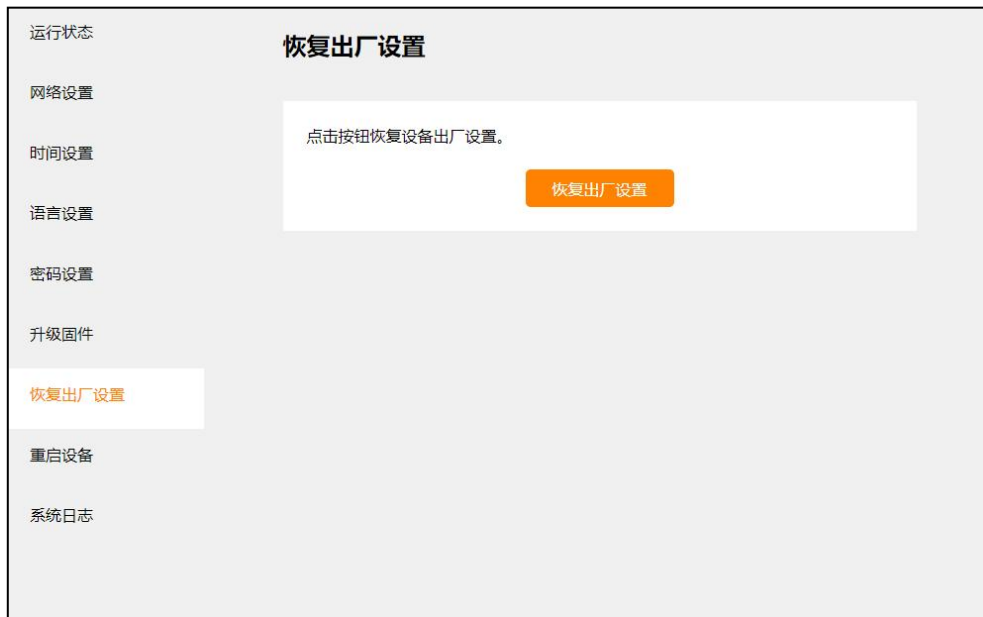 运行状态
网络设置
时间设置
语言设置
密码设置
升级固件
恢复出厂设置
重启设备
系统日志
恢复出厂设置
点击按钮恢复设备出厂设置。
恢复出厂设置